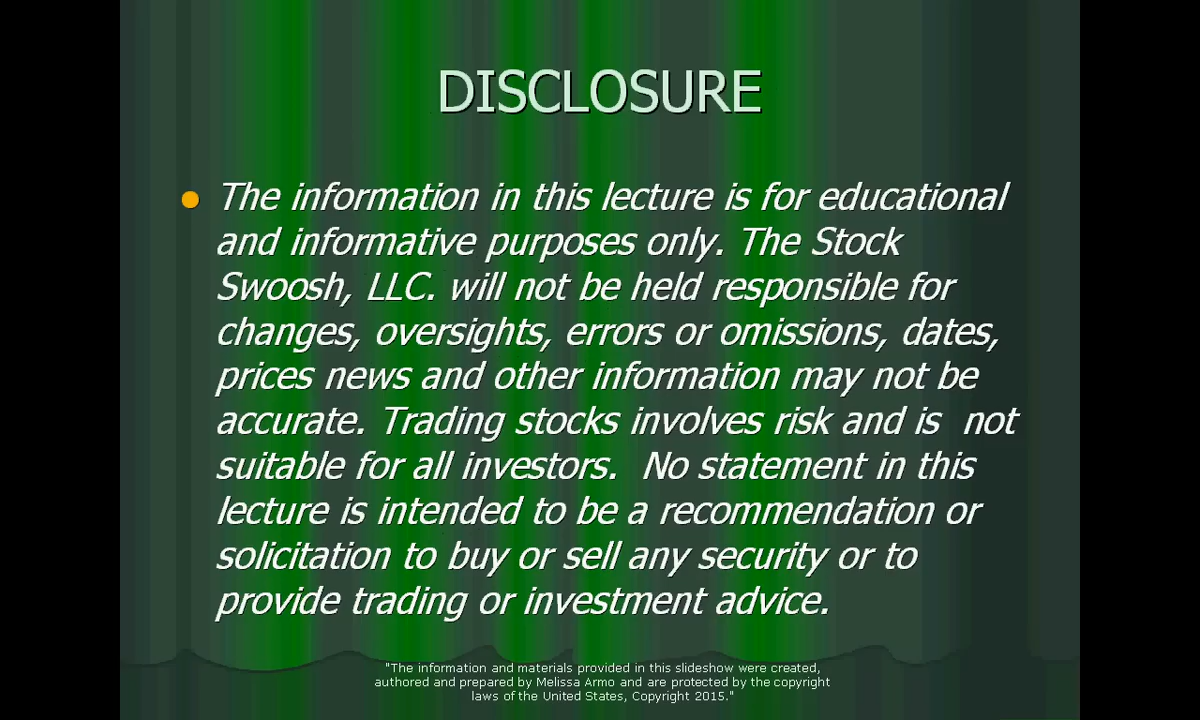 DISCLOSURE
The information in this lecture is for educational
and informative purposes only. The Stock
Swoosh, LLC. will not be held responsible for
changes, oversights, errors or omissions, dates,
prices news and other information may not be
accurate. Trading stocks involves risk and is  not
suitable for all investors.  No statement in this
lecture is intended to be a recommendation or
solicitation to buy or sell any security or to
provide trading or investment advice.
"The information and materials provided in this slideshow were created,
authored and prepared by Melissa Armo and are protected by the copyright
laws of the United States, Copyright 2015."